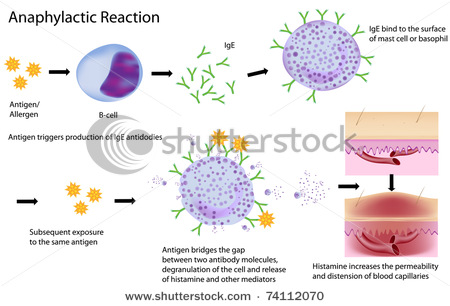 Anaphylactic Reaction
IgE bind to the surface
of mast cell or basophil
IgE
Antigen/
Allergen
B-cell
Antigen triggers production of IgE antibodies
shutterstock
Subsequent exposure
to the same antigen
Antigen bridges the gap
between two antibody molecules,
degranulation of the cell and release
of histamine and other mediators
Histamine increases the permeability
and distension of blood capillaries
www.shutterstock.com · 74112070